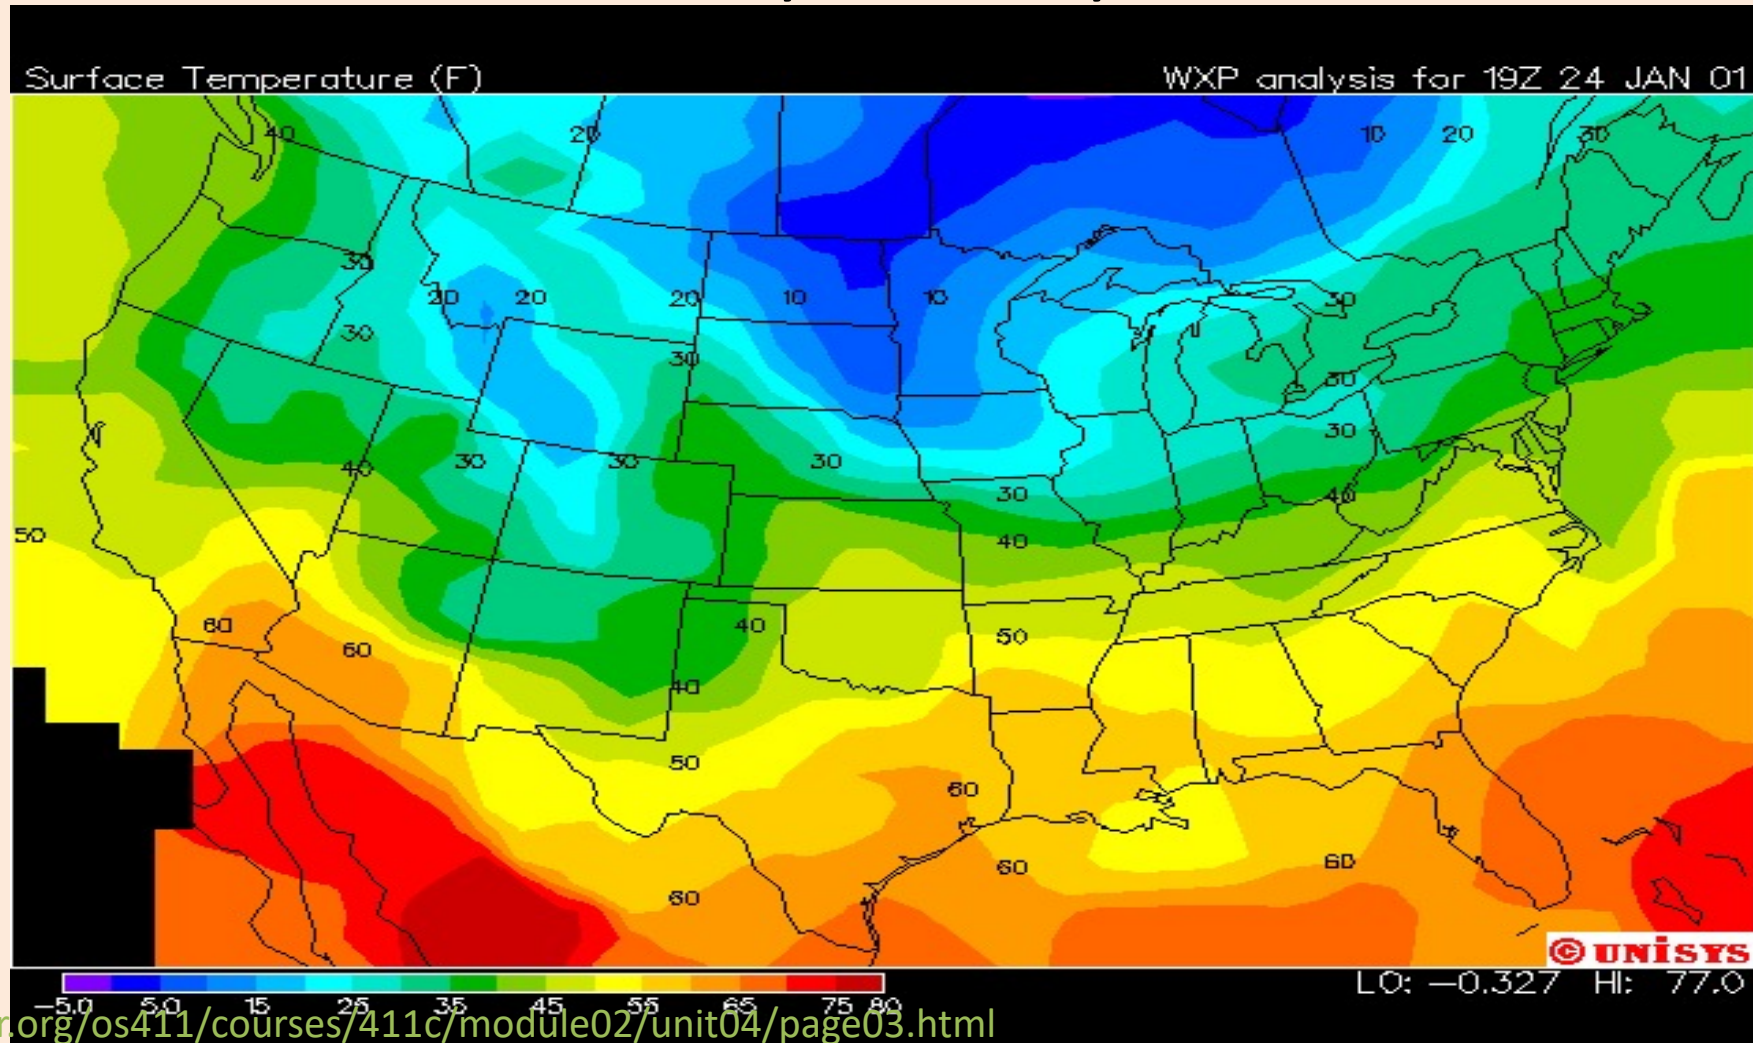 Surface Temperature (F) WXP analysis for 19Z 24 JAN 01
40 20 10 20 30
30 20 20 20 10 10 30
30 30 30
30 30 30 30 30
40 30 40
50 40
60 40 50
60 40
50 60
60 60
60
© UNISYS
LO: -0.327 HI: 77.0
-5.0 5.0 15 25 35 45 55 65 75 80
r.org/os411/courses/411c/module02/unit04/page03.html